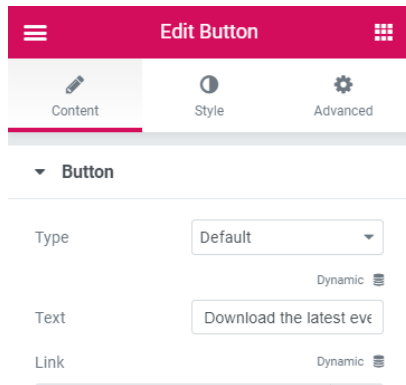 Edit Button
Content Style Advanced
Button
Type Default
Dynamic
Text Download the latest eve
Link Dynamic